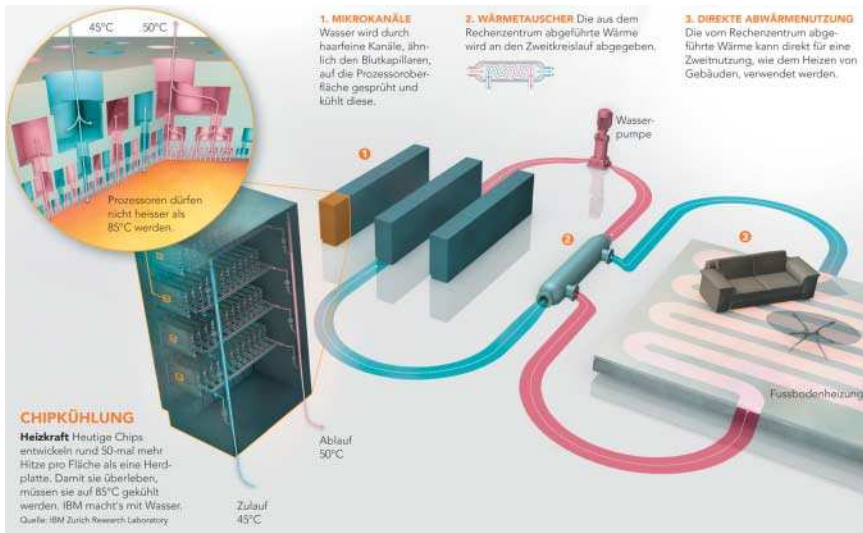 45°C 50°C
Prozessoren dürfen
nicht heisser als
85°C werden.
1. MIKROKANÄLE
Wasser wird durch
haarfeine Kanäle, ähn-
lich den Blutkapillaren,
auf die Prozessorober-
fläche gesprüht und
kühlt diese.
2. WÄRMETAUSCHER Die aus dem
Rechenzentrum abgeführte Wärme
wird an den Zweitkreislauf abgegeben.
3. DIREKTE ABWÄRMENUTZUNG
Die vom Rechenzentrum abge-
führte Wärme kann direkt für eine
Zweitnutzung, wie dem Heizen von
Gebäuden, verwendet werden.
Wasser-
pumpe
1
2
3
Fussbodenheizung
CHIPKÜHLUNG
Heizkraft Heutige Chips
entwickeln rund 50-mal mehr
Hitze pro Fläche als eine Herd-
platte. Damit sie überleben,
müssen sie auf 85°C gekühlt
werden. IBM macht's mit Wasser.
Quelle: IBM Zurich Research Laboratory
Ablauf
50°C
Zulauf
45°C